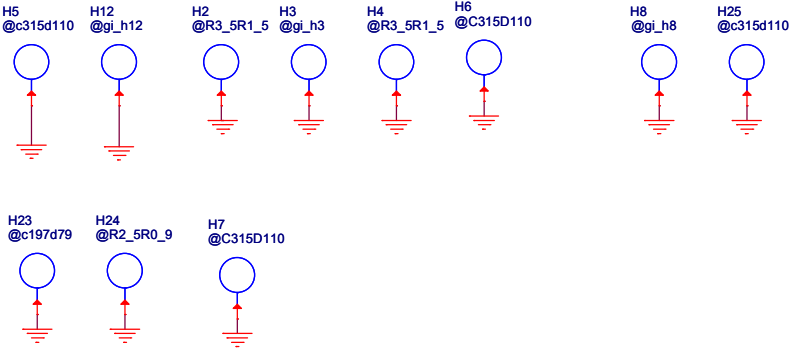 H5
@c315d110
H12
@gi_h12
H2
@R3_5R1_5
H3
@gi_h3
H4
@R3_5R1_5
H6
@C315D110
H8
@gi_h8
H25
@c315d110
H23
@c197d79
H24
@R2_5R0_9
H7
@C315D110